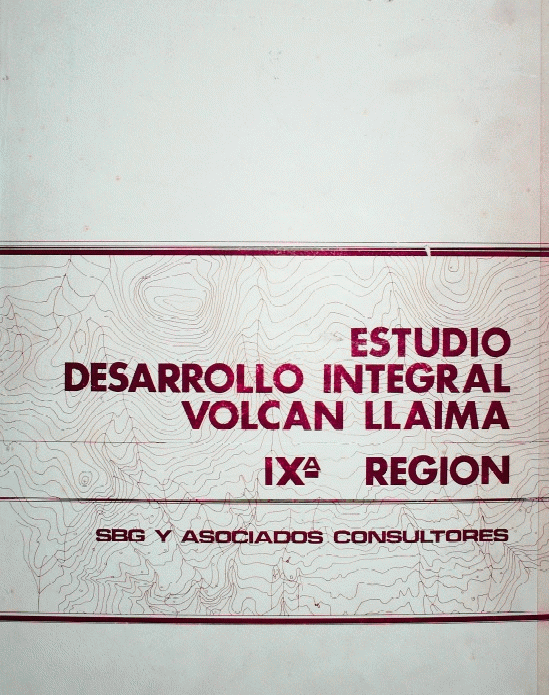 ESTUDIO
DESARROLLO INTEGRAL
VOLCAN LLAIMA
IXª REGION
SBG Y ASOCIADOS CONSULTORES